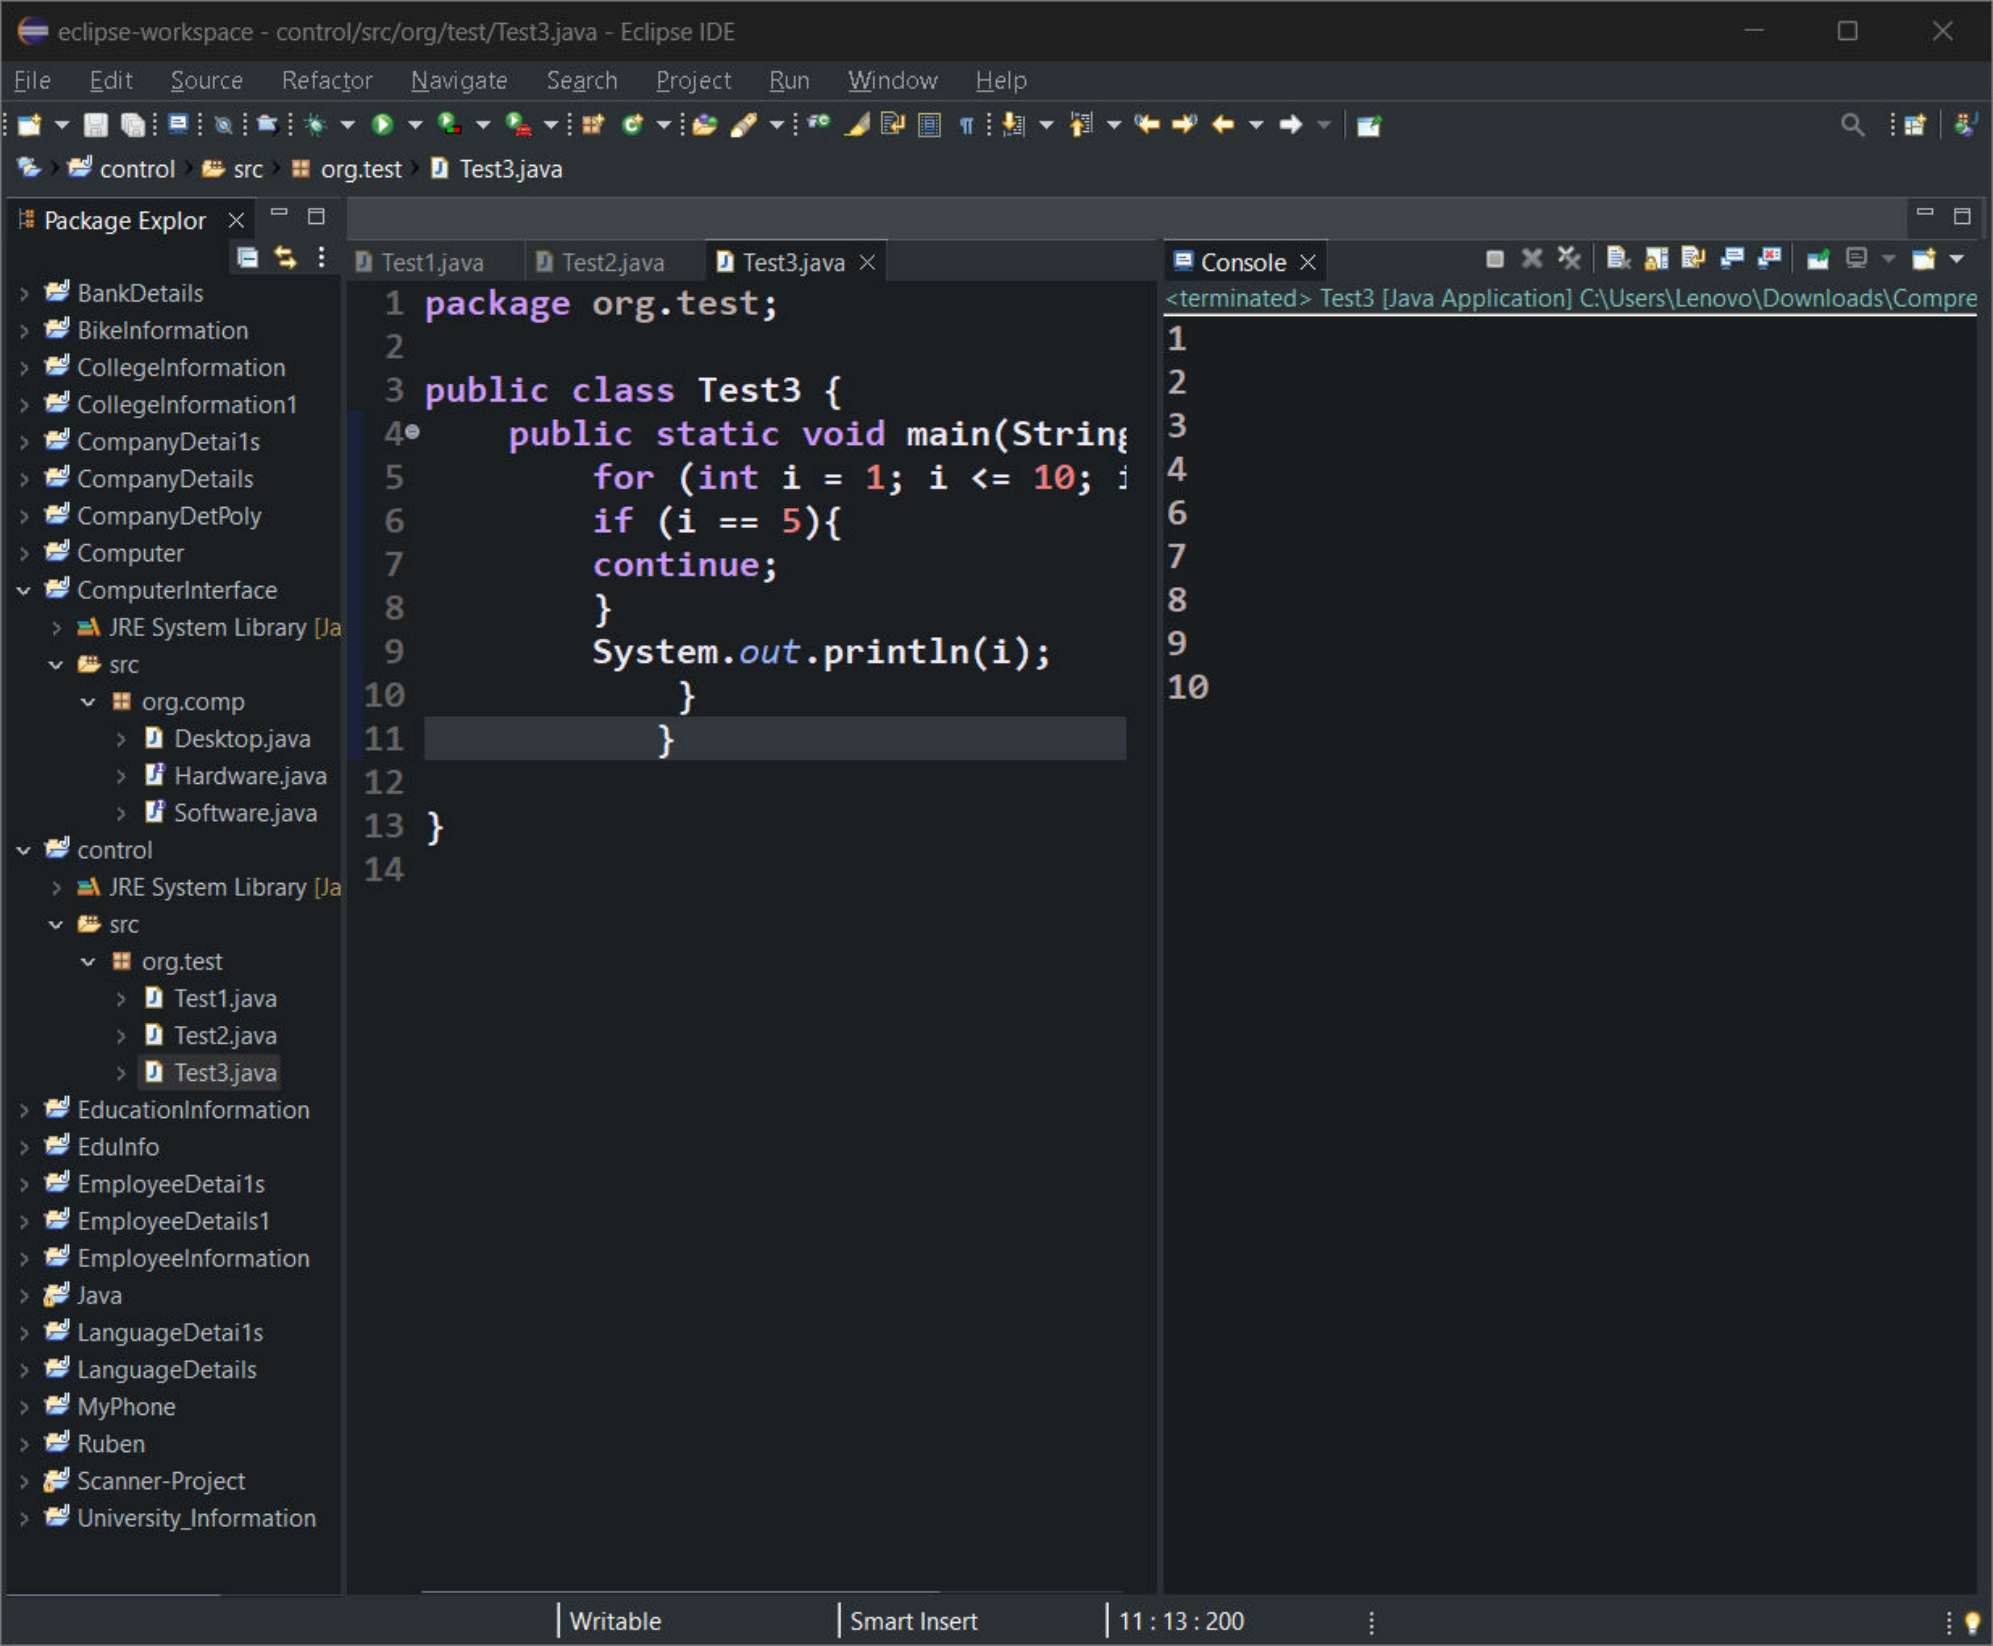 eclipse-workspace - control/src/org/test/Test3.java - Eclipse IDE
File Edit Source Refactor Navigate Search Project Run Window Help
control src org.test Test3.java
Package Explor
BankDetails
BikeInformation
CollegeInformation
CollegeInformation1
CompanyDetai1s
CompanyDetails
CompanyDetPoly
Computer
ComputerInterface
JRE System Library [Ja
src
org.comp
Desktop.java
Hardware.java
Software.java
control
JRE System Library [Ja
src
org.test
Test1.java
Test2.java
Test3.java
EducationInformation
EduInfo
EmployeeDetai1s
EmployeeDetails1
EmployeeInformation
Java
LanguageDetai1s
LanguageDetails
MyPhone
Ruben
Scanner-Project
University_Information
Test1.java Test2.java Test3.java
1 package org.test;
2
3 public class Test3 {
4 public static void main(String
5 for (int i = 1; i <= 10; i
6 if (i == 5){
7 continue;
8 }
9 System.out.println(i);
10 }
11 }
12
13 }
14
Console
<terminated> Test3 [Java Application] C:\Users\Lenovo\Downloads\Compre
1
2
3
4
6
7
8
9
10
Writable Smart Insert 11 : 13 : 200